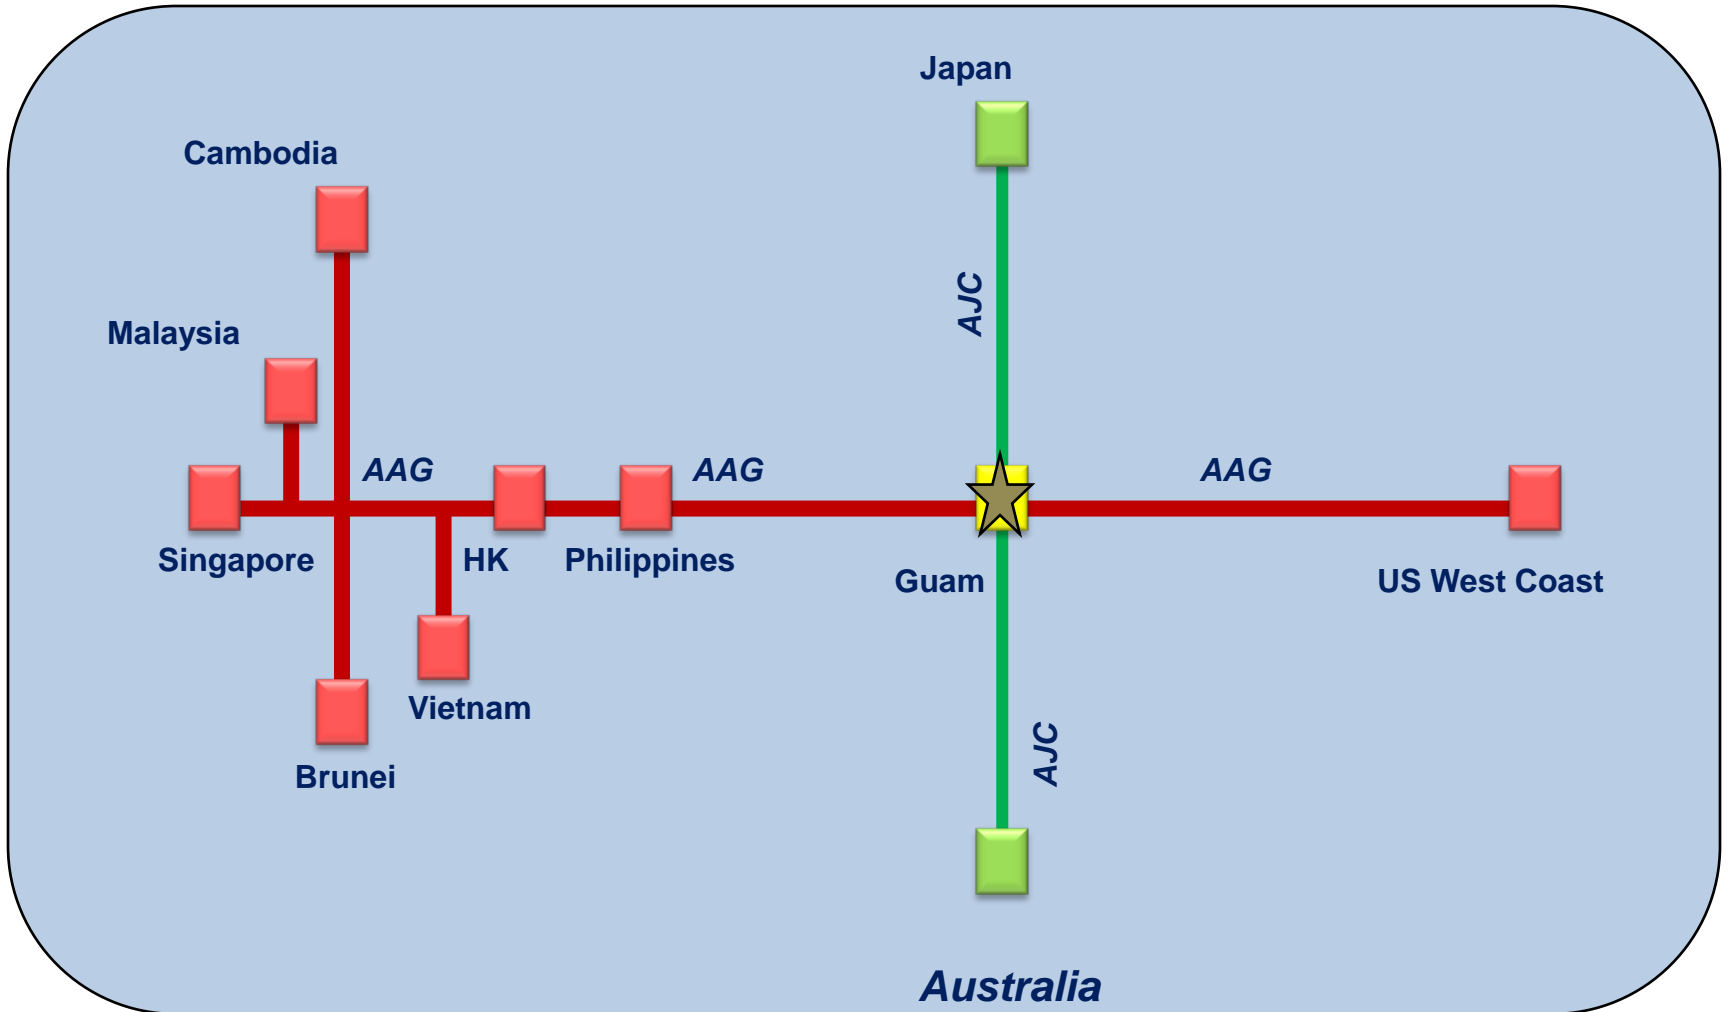 Japan
Cambodia
AJC
Malaysia
AAG
AAG
AAG
Singapore
HK
Philippines
Guam
US West Coast
Vietnam
AJC
Brunei
Australia